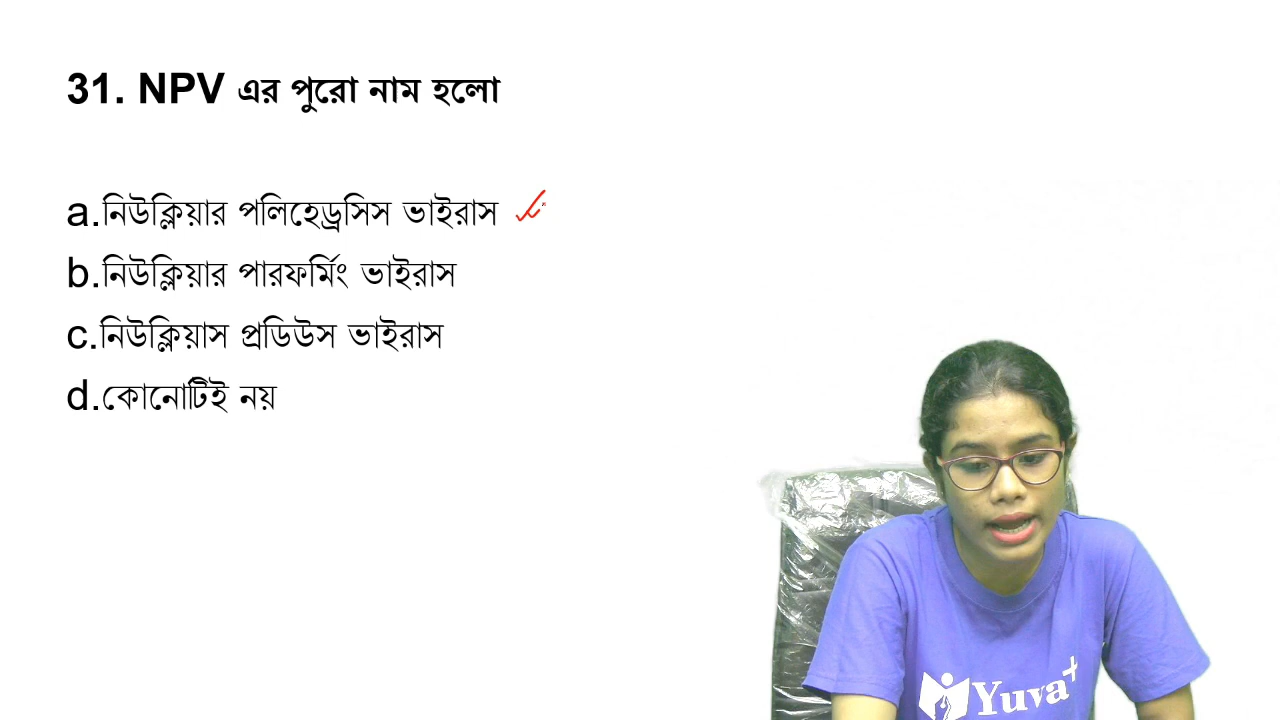 31. NPV এর পুরো নাম হলো
a.নিউক্লিয়ার পলিহেড্রসিস ভাইরাস
b.নিউক্লিয়ার পারফর্মিং ভাইরাস
c.নিউক্লিয়াস প্রডিউস ভাইরাস
d.কোনোটিই নয়
Yuva+